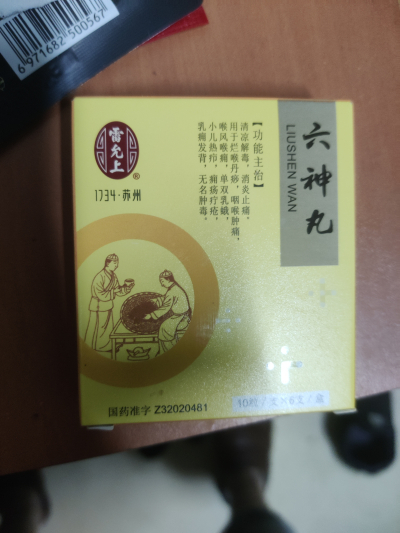 6 971682 500567
六神丸
LIUSHEN WAN
【功能主治】
清凉解毒，消炎止痛。
用于烂喉丹痧，咽喉肿痛，
喉风喉痈，单双乳蛾，
小儿热疖，痈疡疔疮，
乳痈发背，无名肿毒。
雷允上®
1734·苏州
国药准字 Z32020481
10粒/支×6支/盒